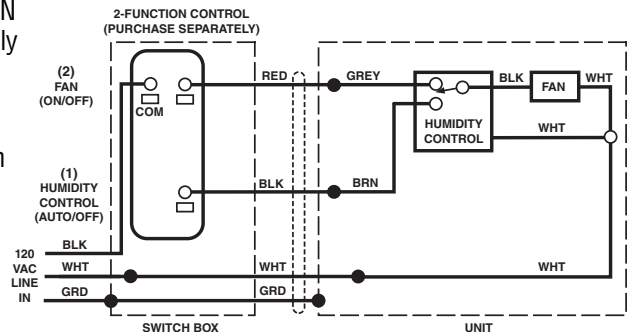 N
ly
n
2-FUNCTION CONTROL
(PURCHASE SEPARATELY)
(2)
FAN
(ON/OFF)
COM
RED
GREY
BLK
FAN
WHT
HUMIDITY
CONTROL
WHT
(1)
HUMIDITY
CONTROL
(AUTO/OFF)
BLK
BRN
BLK
120
VAC
LINE
IN
WHT
WHT
WHT
GRD
GRD
SWITCH BOX
UNIT